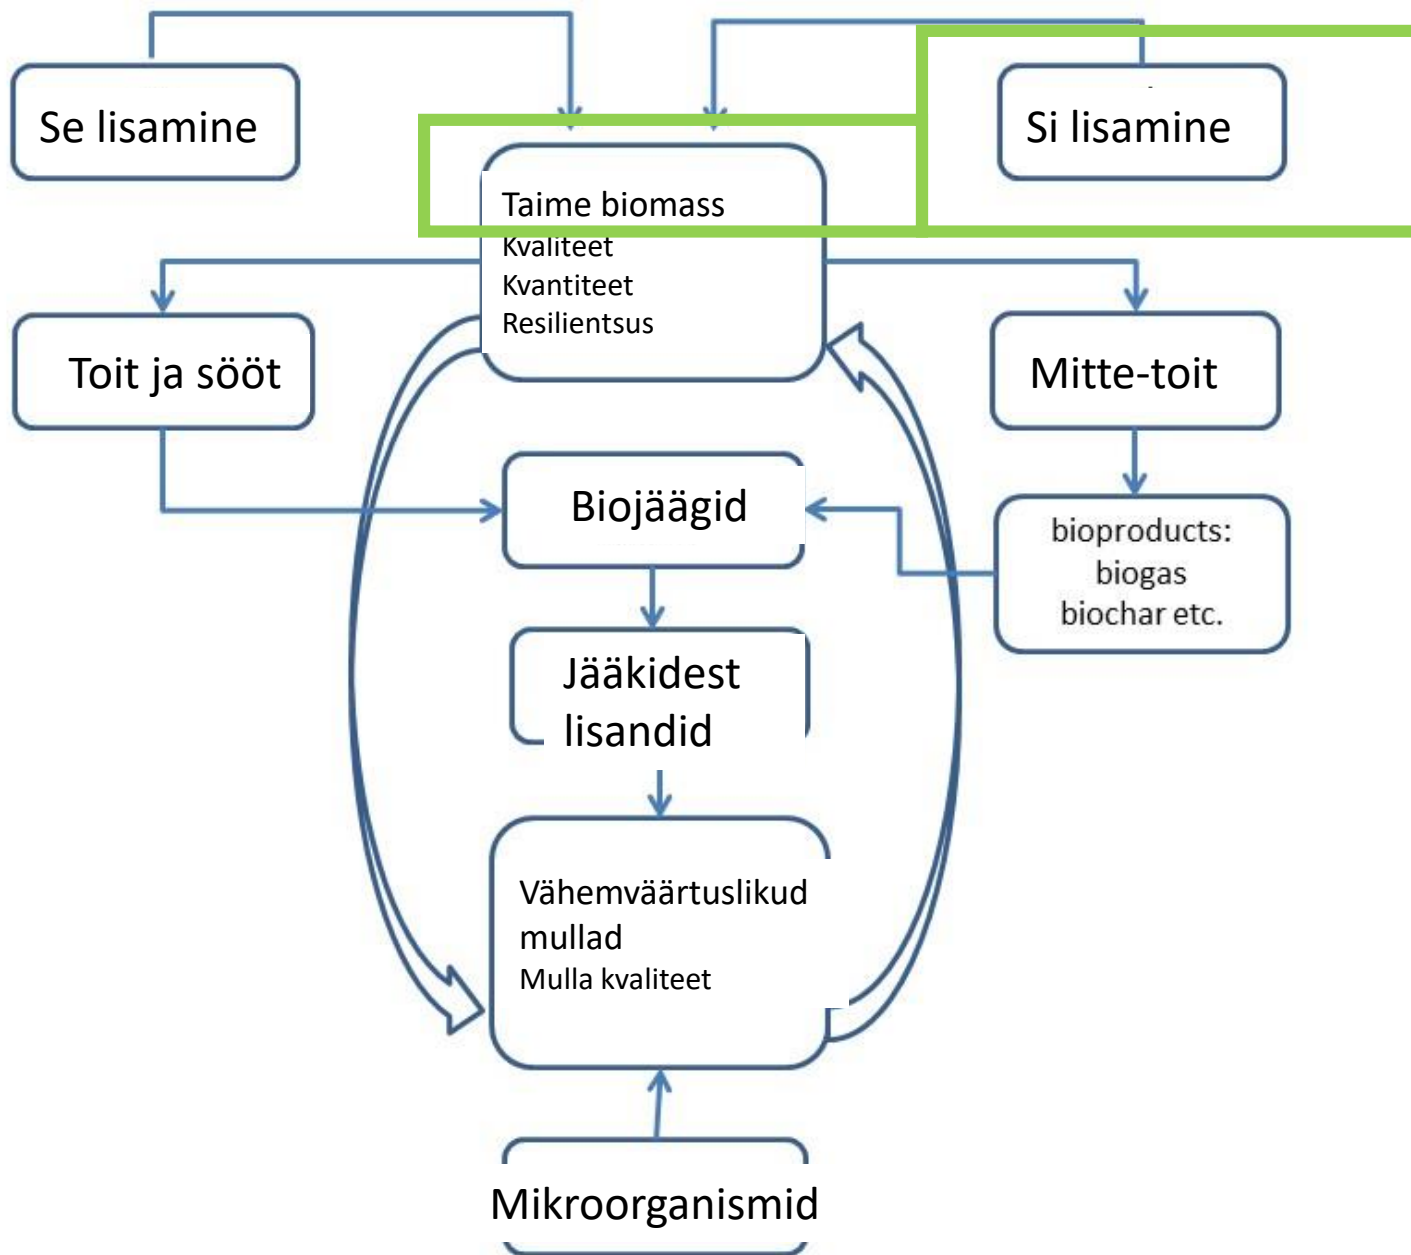 Se lisamine
Si lisamine
Taime biomass
Kvaliteet
Kvantiteet
Resilientsus
Toit ja sööt
Mitte-toit
Biojäägid
bioproducts:
biogas
biochar etc.
Jääkidest
lisandid
Vähemväärtuslikud
mullad
Mulla kvaliteet
Mikroorganismid